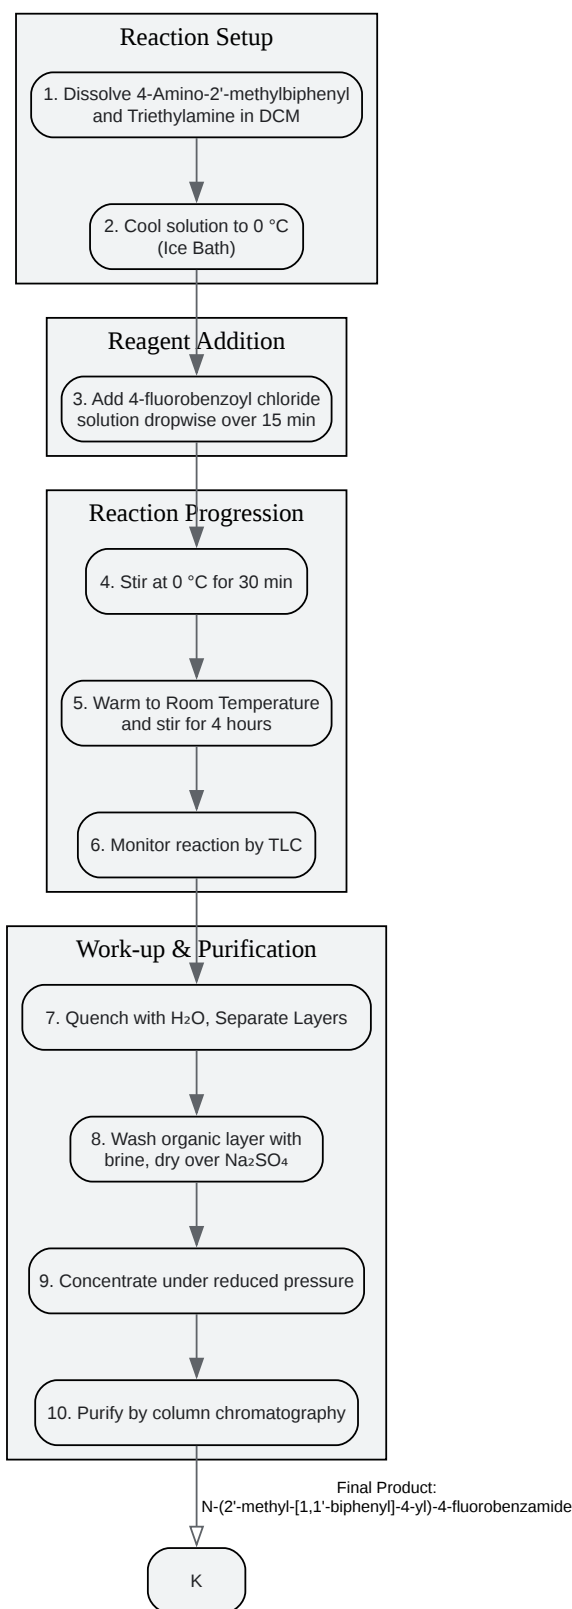 Reaction Setup
1. Dissolve 4-Amino-2'-methylbiphenyl
and Triethylamine in DCM
2. Cool solution to 0 °C
(Ice Bath)
Reagent Addition
3. Add 4-fluorobenzoyl chloride
solution dropwise over 15 min
Reaction Progression
4. Stir at 0 °C for 30 min
5. Warm to Room Temperature
and stir for 4 hours
6. Monitor reaction by TLC
Work-up & Purification
7. Quench with H₂O, Separate Layers
8. Wash organic layer with
brine, dry over Na₂SO₄
9. Concentrate under reduced pressure
10. Purify by column chromatography
Final Product:
N-(2'-methyl-[1,1'-biphenyl]-4-yl)-4-fluorobenzamide
K